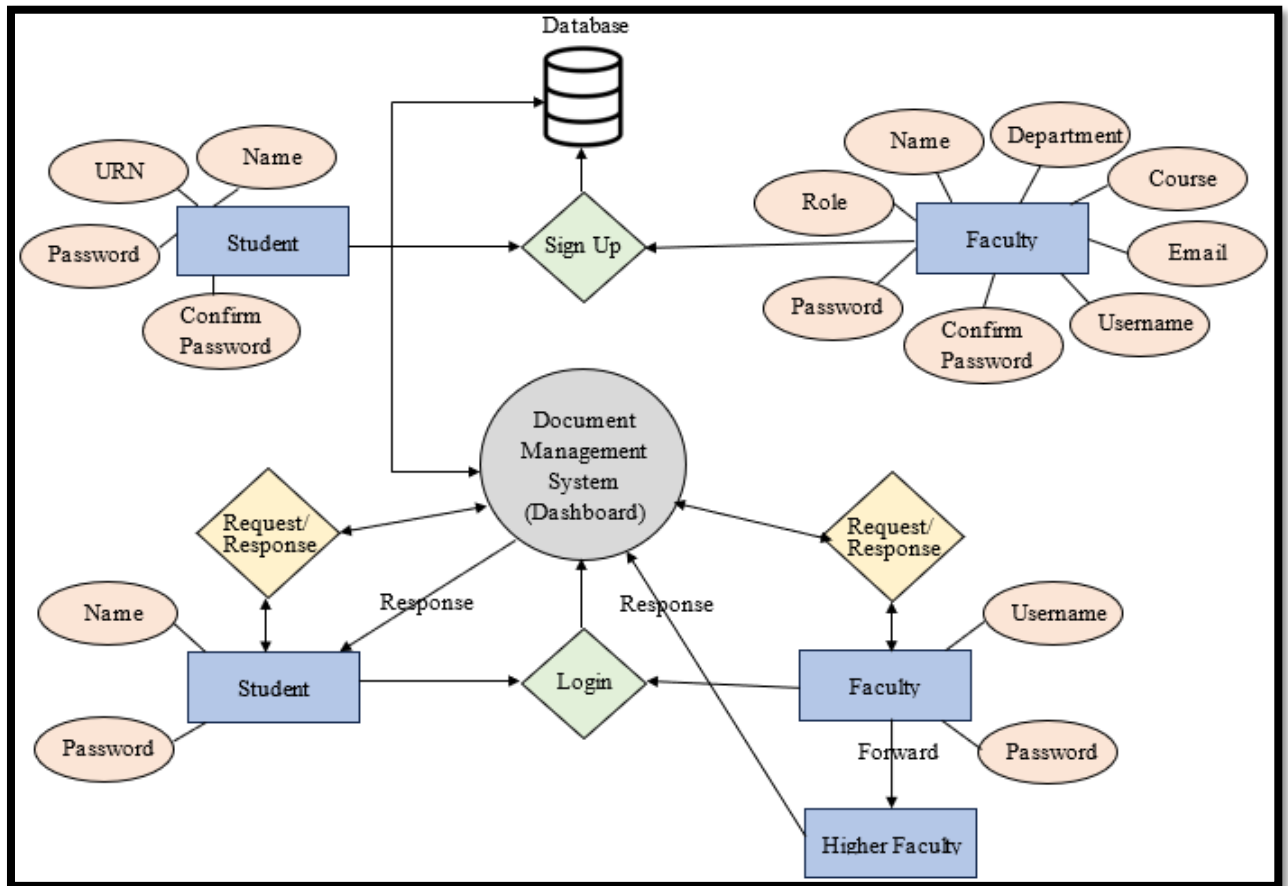 Database
Name
Department
URN
Name
Course
Role
Student
Sign Up
Faculty
Password
Email
Password
Confirm
Password
Confirm
Password
Username
Document
Management
System
(Dashboard)
Request/
Response
Request/
Response
Name
Response
Response
Username
Student
Login
Faculty
Password
Forward
Password
Higher Faculty